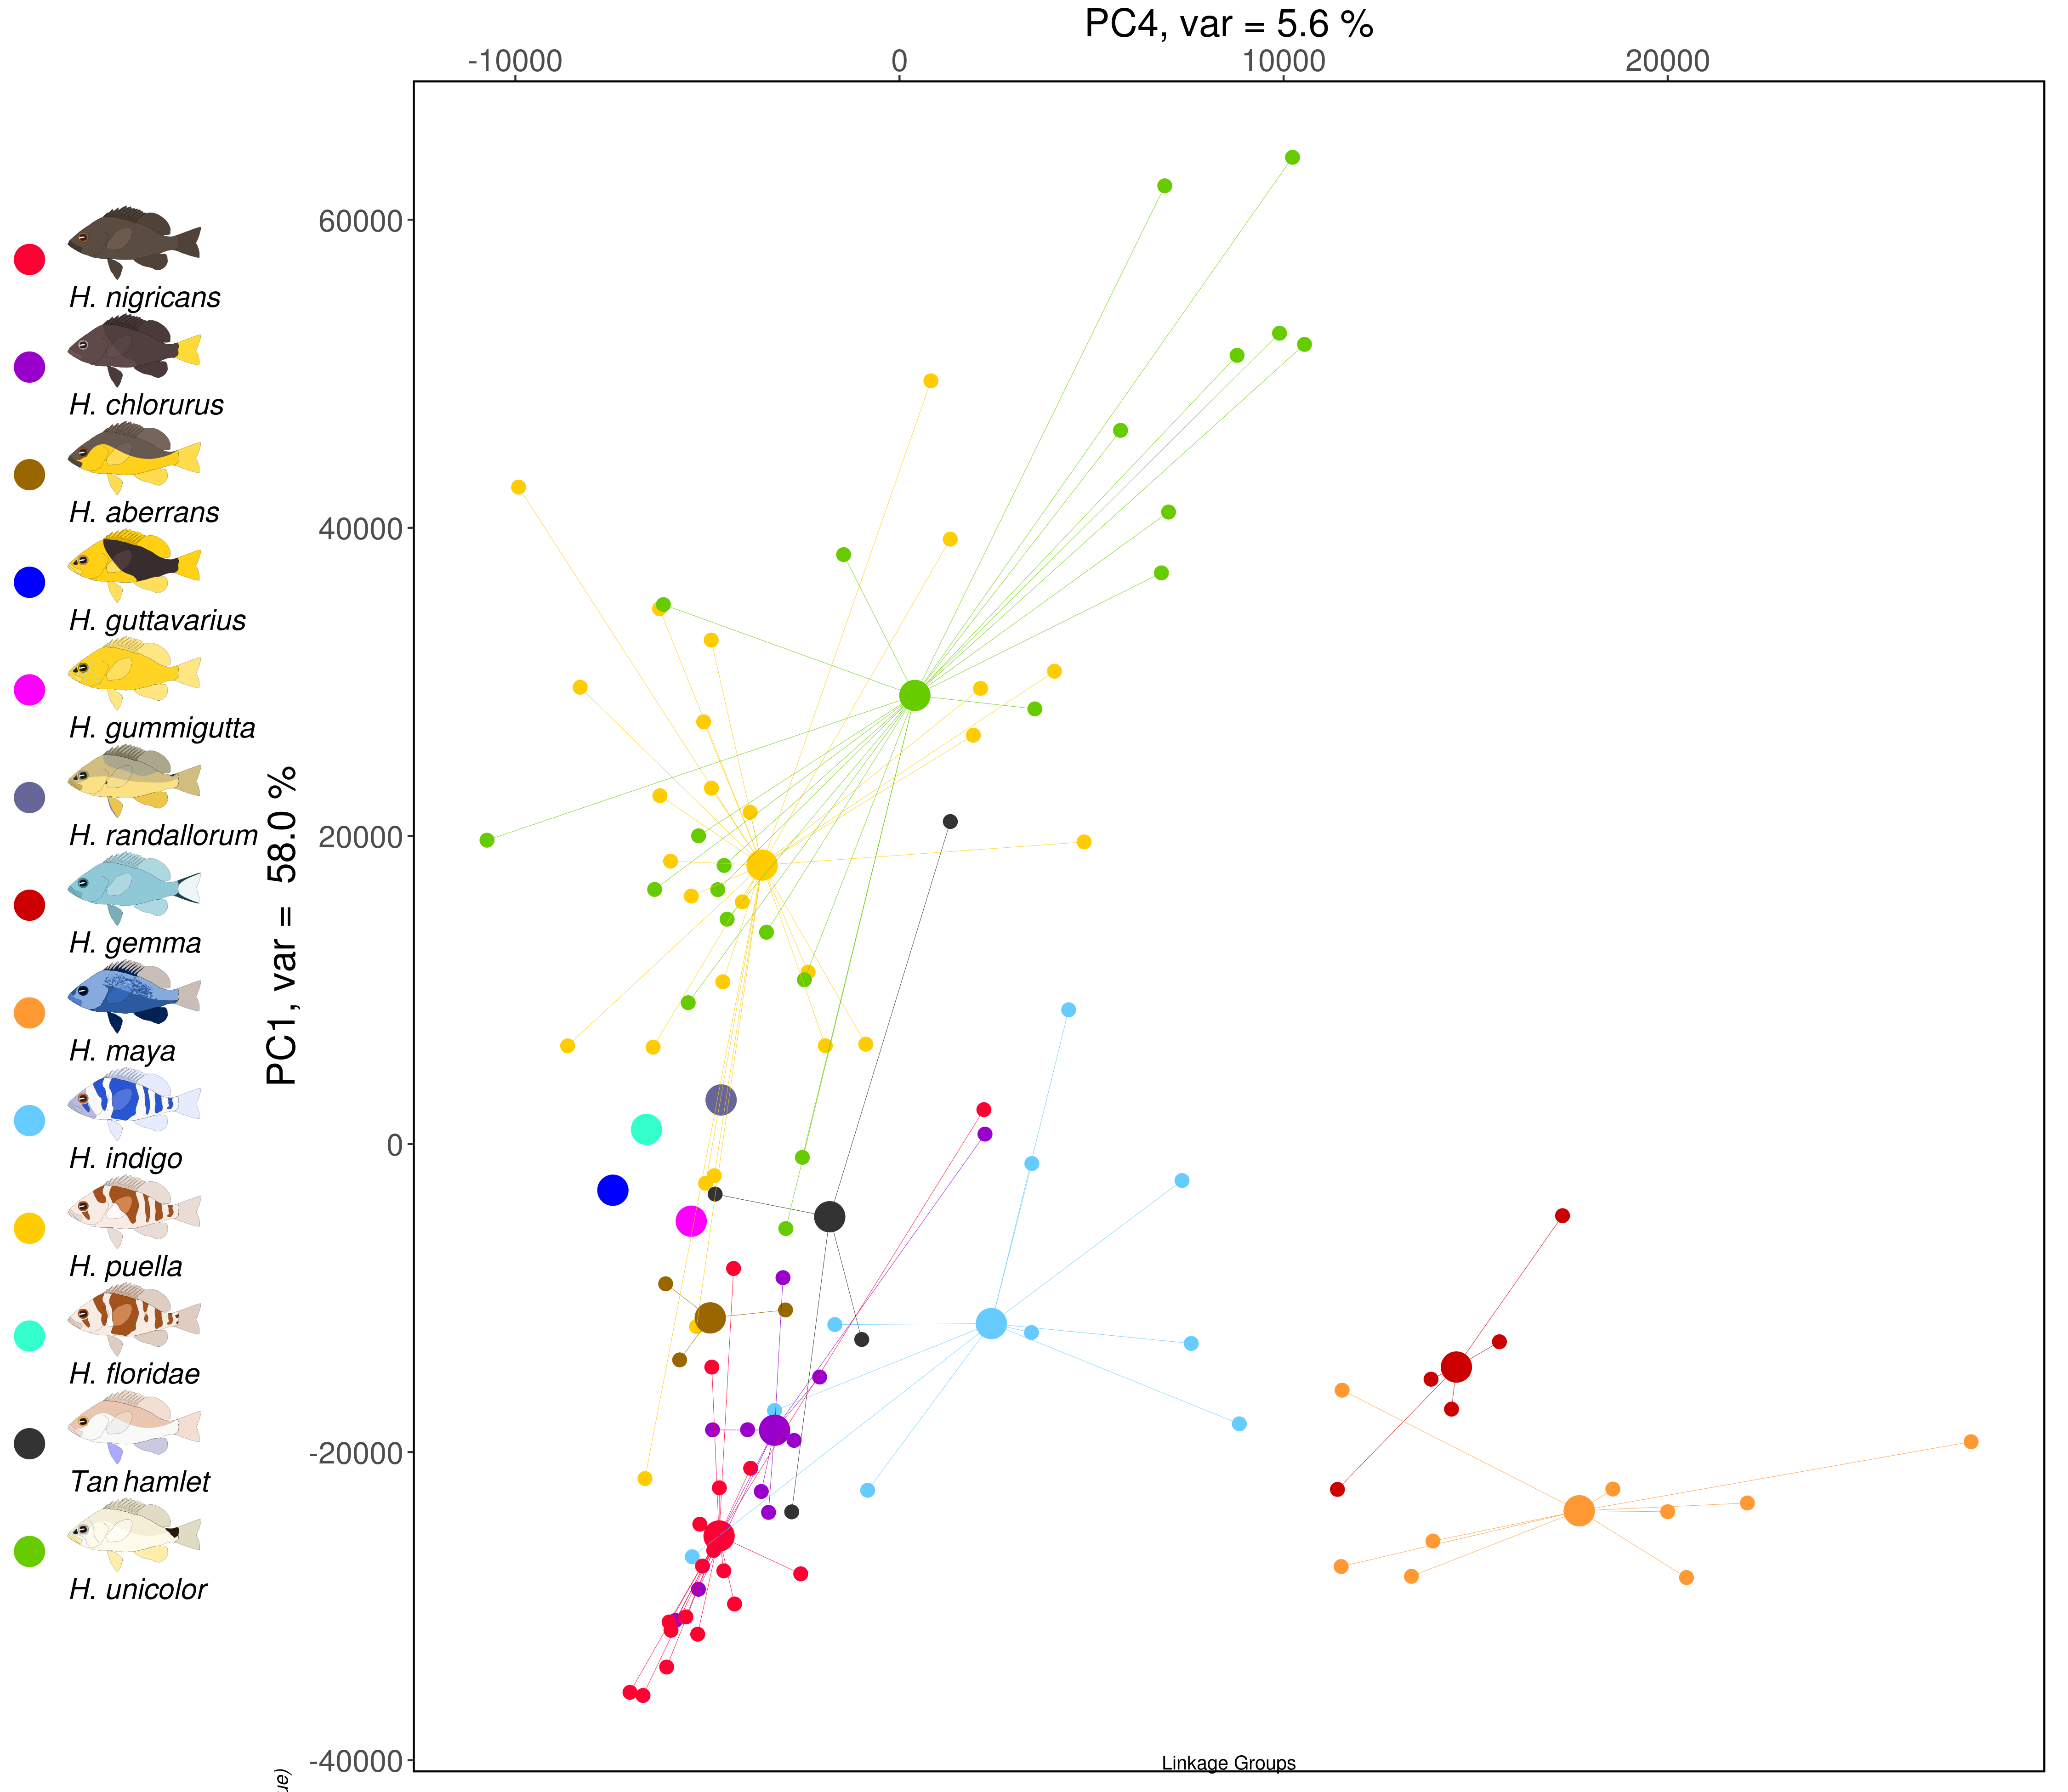 PC4, var = 5.6 %
-10000 0 10000 20000
60000
40000
20000
0
-20000
-40000
PC1, var = 58.0 %
H. nigricans
H. chlorurus
H. aberrans
H. guttavarius
H. gummigutta
H. randallorum
H. gemma
H. maya
H. indigo
H. puella
H. floridae
Tan hamlet
H. unicolor
Linkage Groups
ue)